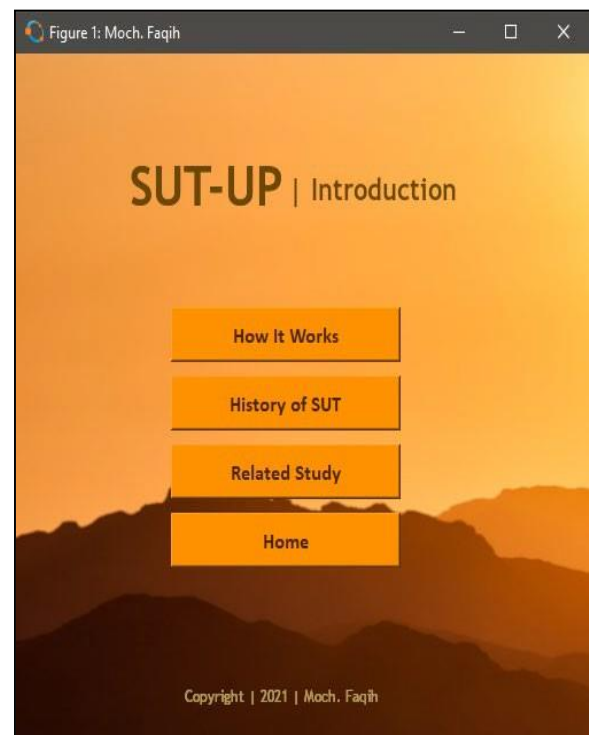 Figure 1: Moch. Faqih
SUT-UP | Introduction
How It Works
History of SUT
Related Study
Home
Copyright | 2021 | Moch. Faqih